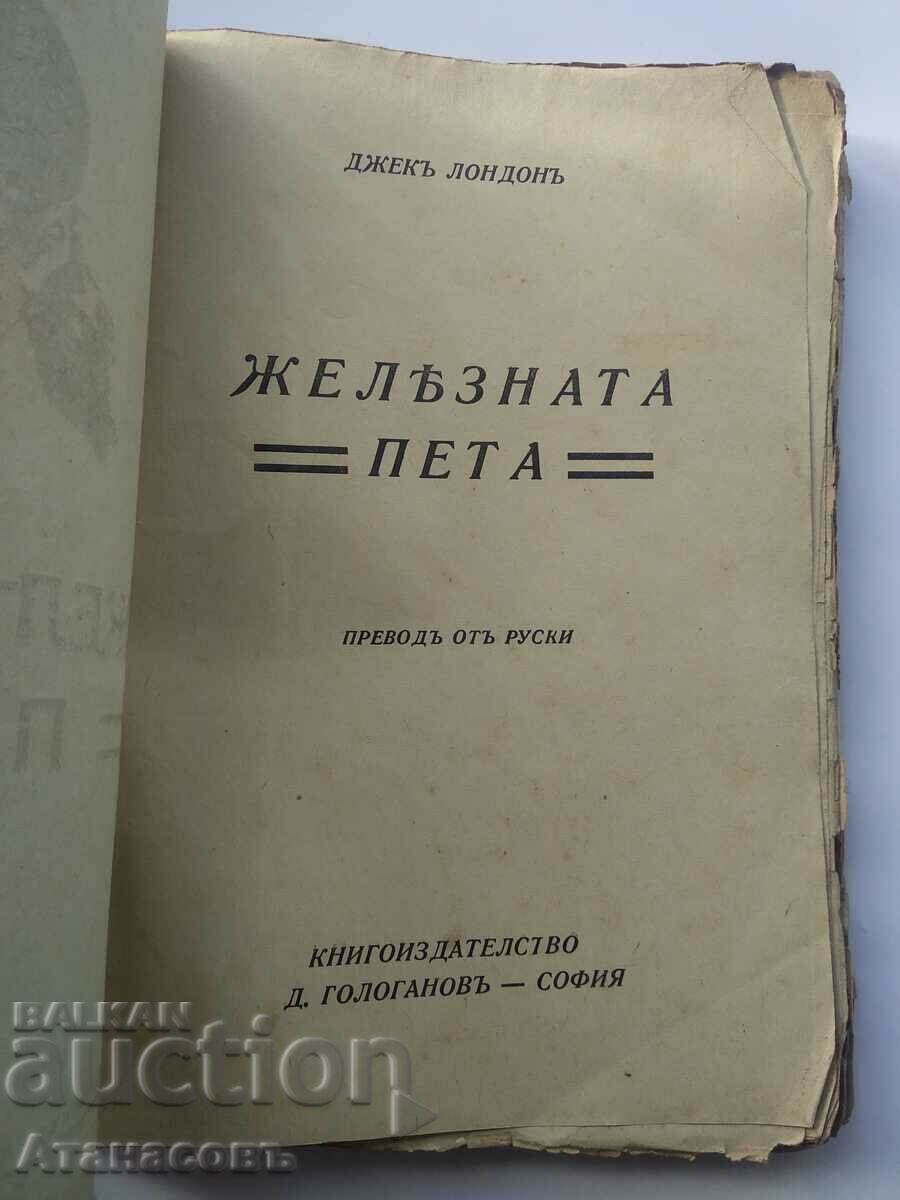 ДЖЕКЪ ЛОНДОНЪ
ЖЕЛѢЗНАТА
ПЕТА
ПРЕВОДЪ ОТЪ РУСКИ
КНИГОИЗДАТЕЛСТВО
Д. ГОЛОГАНОВЪ — СОФИЯ
BALKAN
auction
Атанасовъ